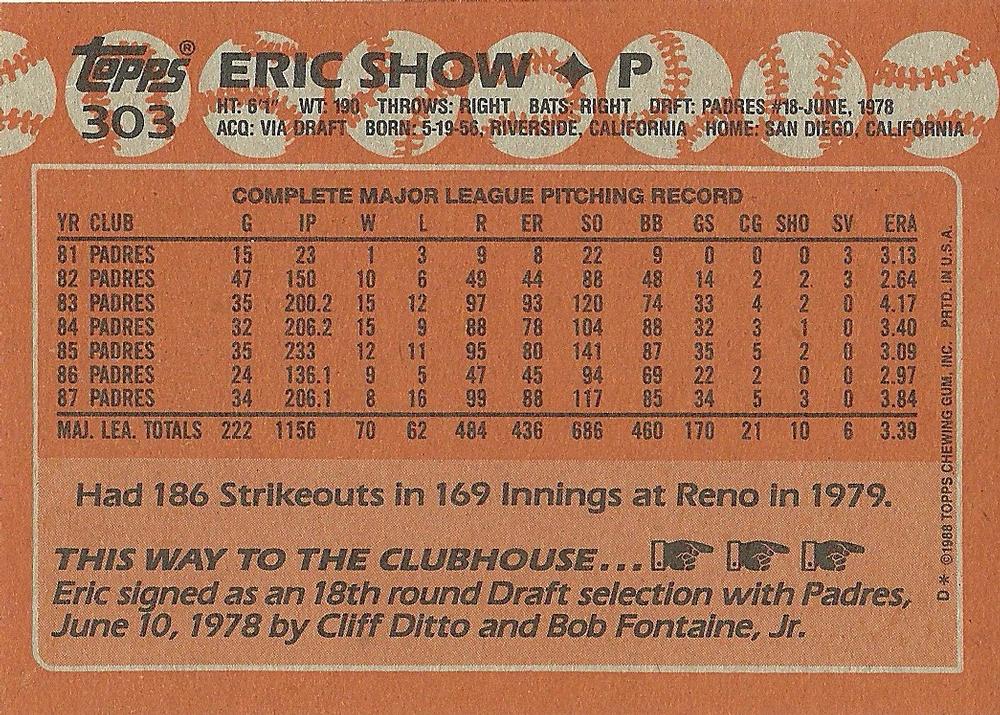 Topps® ERIC SHOW ✦ P
303 HT: 6'1" WT: 190 THROWS: RIGHT BATS: RIGHT DRFT: PADRES #18-JUNE, 1978
ACQ: VIA DRAFT BORN: 5-19-56, RIVERSIDE, CALIFORNIA HOME: SAN DIEGO, CALIFORNIA
COMPLETE MAJOR LEAGUE PITCHING RECORD
YR CLUB G IP W L R ER SO BB GS CG SHO SV ERA
81 PADRES 15 23 1 3 9 8 22 9 0 0 0 3 3.13
82 PADRES 47 150 10 6 49 44 88 48 14 2 2 3 2.64
83 PADRES 35 200.2 15 12 97 93 120 74 33 4 2 0 4.17
84 PADRES 32 206.2 15 9 88 78 104 88 32 3 1 0 3.40
85 PADRES 35 233 12 11 95 80 141 87 35 5 2 0 3.09
86 PADRES 24 136.1 9 5 47 45 94 69 22 2 0 0 2.97
87 PADRES 34 206.1 8 16 99 88 117 85 34 5 3 0 3.84
MAJ. LEA. TOTALS 222 1156 70 62 484 436 686 460 170 21 10 6 3.39
Had 186 Strikeouts in 169 Innings at Reno in 1979.
THIS WAY TO THE CLUBHOUSE...
Eric signed as an 18th round Draft selection with Padres,
June 10, 1978 by Cliff Ditto and Bob Fontaine, Jr.
D* ©1988 TOPPS CHEWING GUM, INC. PRTD. IN U.S.A.